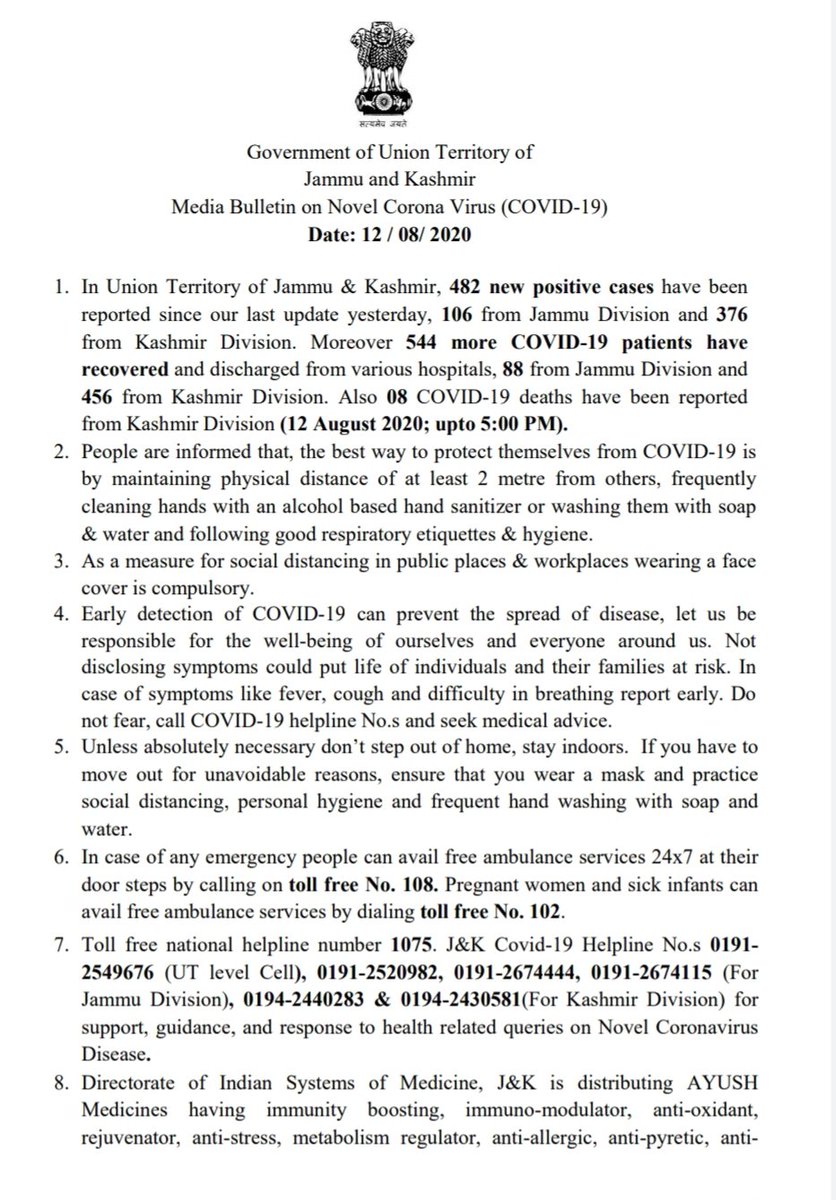 सत्यमेव जयते
Government of Union Territory of
Jammu and Kashmir
Media Bulletin on Novel Corona Virus (COVID-19)
Date: 12 / 08/ 2020
1. In Union Territory of Jammu & Kashmir, 482 new positive cases have been
reported since our last update yesterday, 106 from Jammu Division and 376
from Kashmir Division. Moreover 544 more COVID-19 patients have
recovered and discharged from various hospitals, 88 from Jammu Division and
456 from Kashmir Division. Also 08 COVID-19 deaths have been reported
from Kashmir Division (12 August 2020; upto 5:00 PM).
2. People are informed that, the best way to protect themselves from COVID-19 is
by maintaining physical distance of at least 2 metre from others, frequently
cleaning hands with an alcohol based hand sanitizer or washing them with soap
& water and following good respiratory etiquettes & hygiene.
3. As a measure for social distancing in public places & workplaces wearing a face
cover is compulsory.
4. Early detection of COVID-19 can prevent the spread of disease, let us be
responsible for the well-being of ourselves and everyone around us. Not
disclosing symptoms could put life of individuals and their families at risk. In
case of symptoms like fever, cough and difficulty in breathing report early. Do
not fear, call COVID-19 helpline No.s and seek medical advice.
5. Unless absolutely necessary don’t step out of home, stay indoors. If you have to
move out for unavoidable reasons, ensure that you wear a mask and practice
social distancing, personal hygiene and frequent hand washing with soap and
water.
6. In case of any emergency people can avail free ambulance services 24x7 at their
door steps by calling on toll free No. 108. Pregnant women and sick infants can
avail free ambulance services by dialing toll free No. 102.
7. Toll free national helpline number 1075. J&K Covid-19 Helpline No.s 0191-
2549676 (UT level Cell), 0191-2520982, 0191-2674444, 0191-2674115 (For
Jammu Division), 0194-2440283 & 0194-2430581(For Kashmir Division) for
support, guidance, and response to health related queries on Novel Coronavirus
Disease.
8. Directorate of Indian Systems of Medicine, J&K is distributing AYUSH
Medicines having immunity boosting, immuno-modulator, anti-oxidant,
rejuvenator, anti-stress, metabolism regulator, anti-allergic, anti-pyretic, anti-